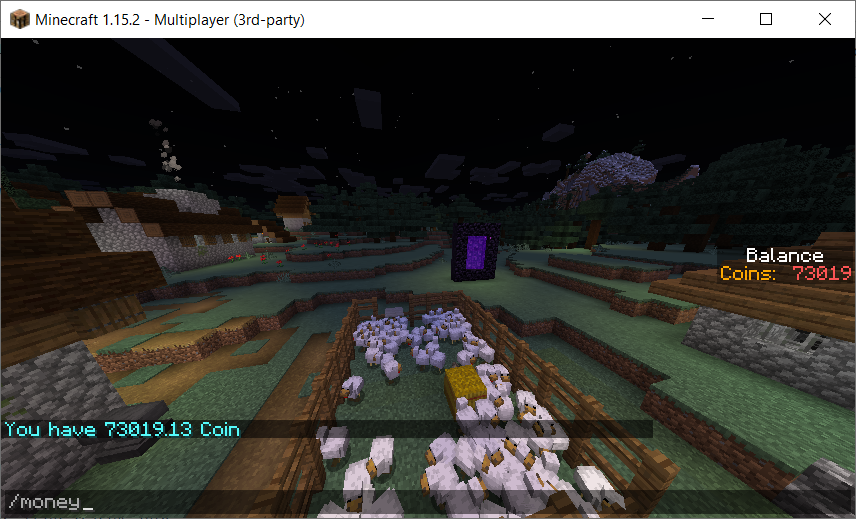 Minecraft 1.15.2 - Multiplayer (3rd-party)
Balance
Coins: 73019
You have 73019.13 Coin
/money_